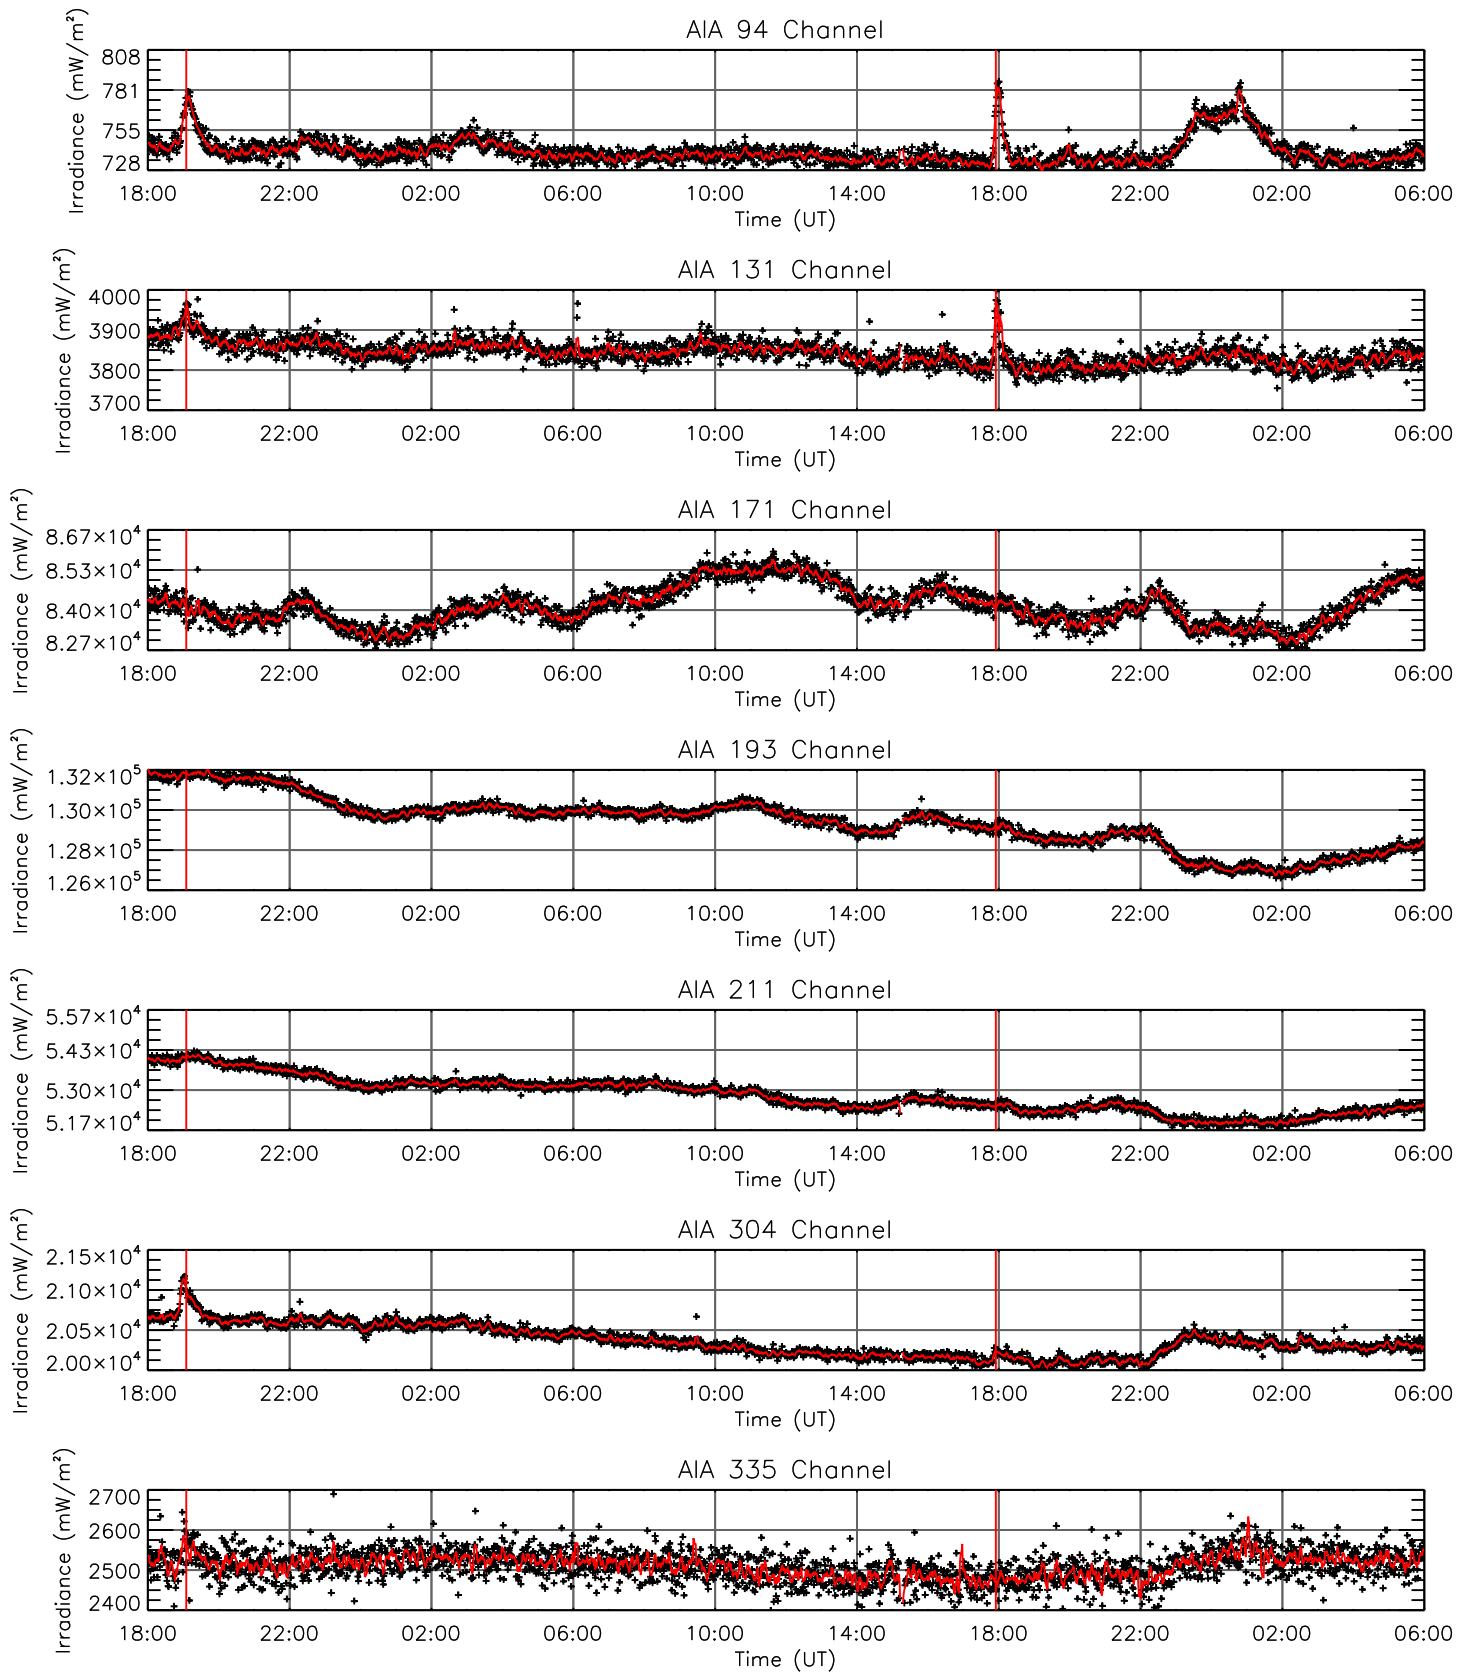 AIA 94 Channel
Irradiance (mW/m²)
808
781
755
728
18:00 22:00 02:00 06:00 10:00 14:00 18:00 22:00 02:00 06:00
Time (UT)
AIA 131 Channel
Irradiance (mW/m²)
4000
3900
3800
3700
18:00 22:00 02:00 06:00 10:00 14:00 18:00 22:00 02:00 06:00
Time (UT)
AIA 171 Channel
Irradiance (mW/m²)
8.67×10⁴
8.53×10⁴
8.40×10⁴
8.27×10⁴
18:00 22:00 02:00 06:00 10:00 14:00 18:00 22:00 02:00 06:00
Time (UT)
AIA 193 Channel
Irradiance (mW/m²)
1.32×10⁵
1.30×10⁵
1.28×10⁵
1.26×10⁵
18:00 22:00 02:00 06:00 10:00 14:00 18:00 22:00 02:00 06:00
Time (UT)
AIA 211 Channel
Irradiance (mW/m²)
5.57×10⁴
5.43×10⁴
5.30×10⁴
5.17×10⁴
18:00 22:00 02:00 06:00 10:00 14:00 18:00 22:00 02:00 06:00
Time (UT)
AIA 304 Channel
Irradiance (mW/m²)
2.15×10⁴
2.10×10⁴
2.05×10⁴
2.00×10⁴
18:00 22:00 02:00 06:00 10:00 14:00 18:00 22:00 02:00 06:00
Time (UT)
AIA 335 Channel
Irradiance (mW/m²)
2700
2600
2500
2400
18:00 22:00 02:00 06:00 10:00 14:00 18:00 22:00 02:00 06:00
Time (UT)